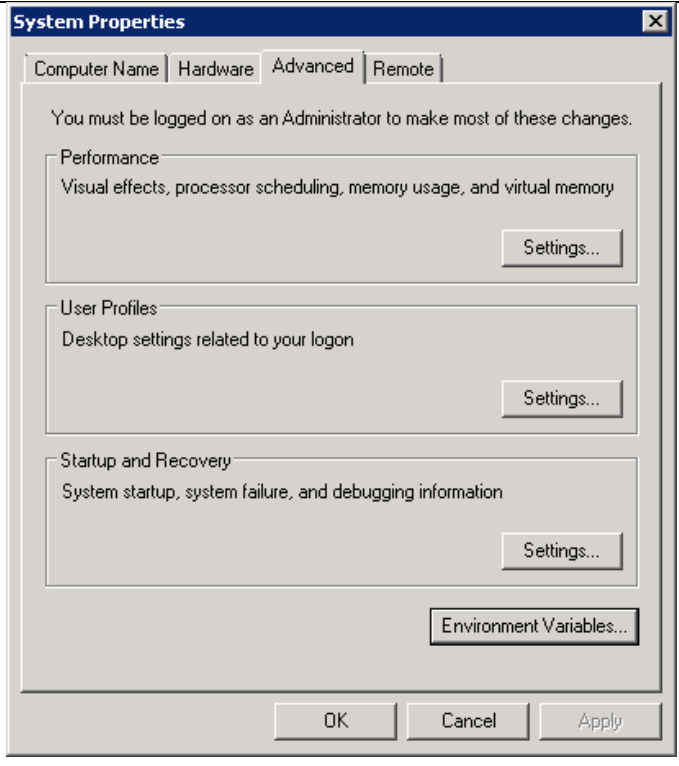 System Properties
Computer Name Hardware Advanced Remote
You must be logged on as an Administrator to make most of these changes.
Performance
Visual effects, processor scheduling, memory usage, and virtual memory
Settings...
User Profiles
Desktop settings related to your logon
Settings...
Startup and Recovery
System startup, system failure, and debugging information
Settings...
Environment Variables...
OK Cancel Apply